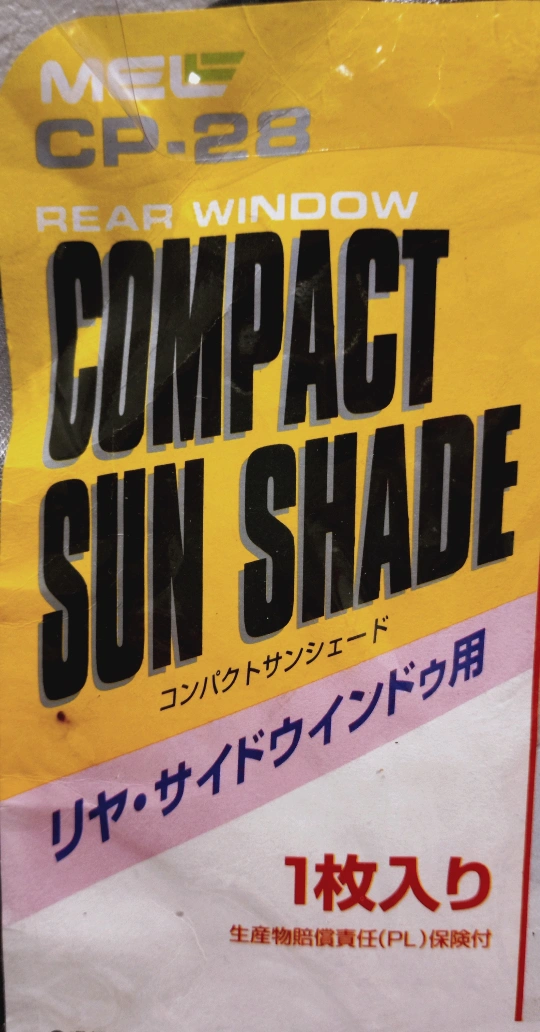 MEL
CP-28
REAR WINDOW
COMPACT
SUN SHADE
コンパクトサンシェード
リヤ・サイドウインドゥ用
1枚入り
生産物賠償責任(PL)保険付